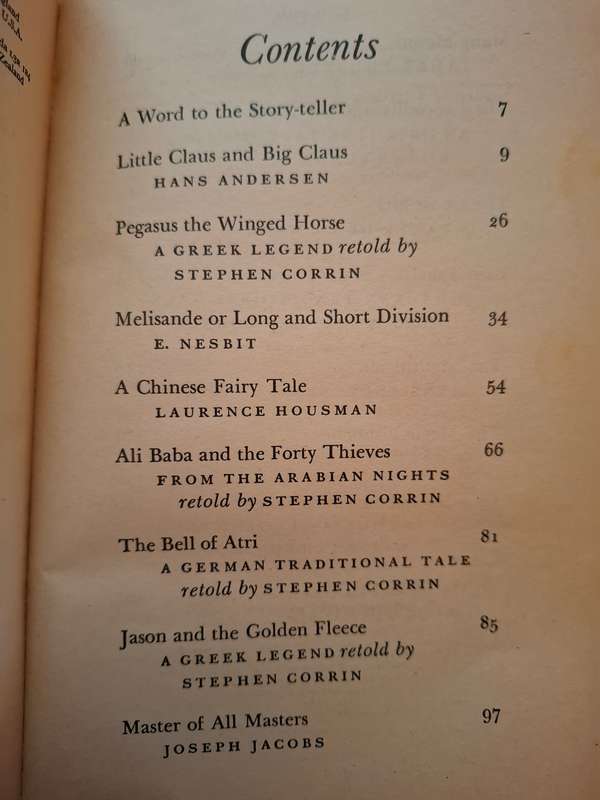 gland
U.S.A.
Zealand
Contents
A Word to the Story-teller 7
Little Claus and Big Claus 9
HANS ANDERSEN
Pegasus the Winged Horse 26
A GREEK LEGEND retold by
STEPHEN CORRIN
Melisande or Long and Short Division 34
E. NESBIT
A Chinese Fairy Tale 54
LAURENCE HOUSMAN
Ali Baba and the Forty Thieves 66
FROM THE ARABIAN NIGHTS
retold by STEPHEN CORRIN
The Bell of Atri 81
A GERMAN TRADITIONAL TALE
retold by STEPHEN CORRIN
Jason and the Golden Fleece 85
A GREEK LEGEND retold by
STEPHEN CORRIN
Master of All Masters 97
JOSEPH JACOBS